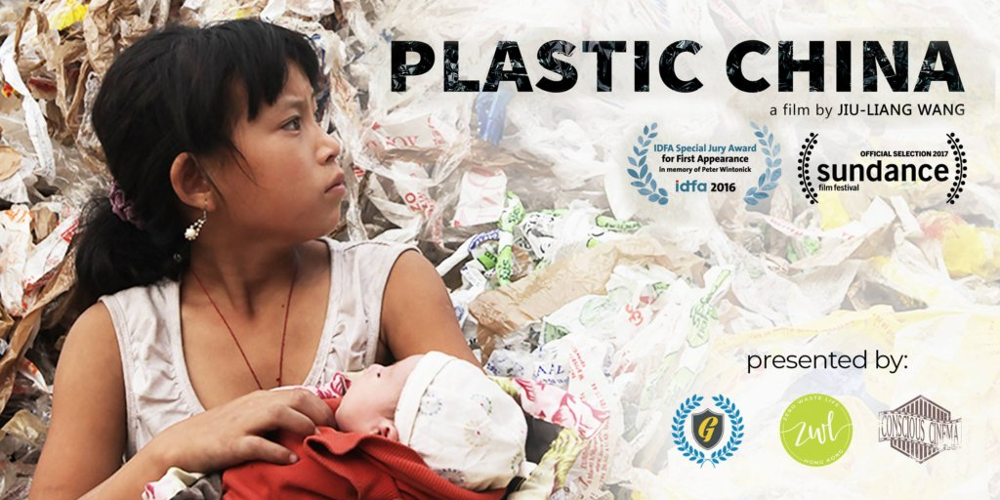 PLASTIC CHINA
a film by JIU-LIANG WANG
IDFA Special Jury Award
for First Appearance
in memory of Peter Wintonick
idfa 2016
OFFICIAL SELECTION 2017
sundance
film festival
presented by:
G
ZERO WASTE LIFE
zwl
HONG KONG
CONSCIOUS CINEMA